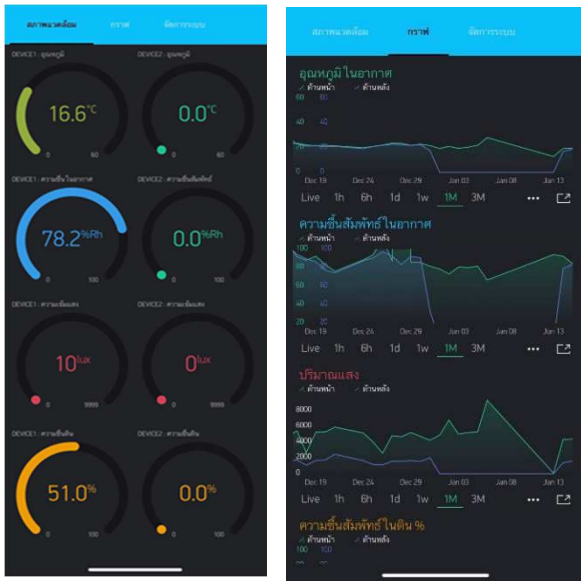 สภาพแวดล้อม กราฟ จัดการระบบ
DEVICE1 : อุณหภูมิ DEVICE2 : อุณหภูมิ
16.6°C 0.0°C
0 60 0 60
DEVICE1 : ความชื้นในอากาศ DEVICE2 : ความชื้นสัมพัทธ์
78.2%Rh 0.0%Rh
0 100 0 100
DEVICE1 : ความเข้มแสง DEVICE2 : ความเข้มแสง
10lux 0lux
0 9999 0 9999
DEVICE1 : ความชื้นดิน DEVICE2 : ความชื้นดิน
51.0% 0.0%
0 100 0 100
สภาพแวดล้อม กราฟ จัดการระบบ
อุณหภูมิในอากาศ
ด้านหน้า ด้านหลัง
60 60
40 40
20 20
0 0
Dec 19 Dec 24 Dec 29 Jan 03 Jan 08 Jan 13
Live 1h 6h 1d 1w 1M 3M
ความชื้นสัมพัทธ์ในอากาศ
ด้านหน้า ด้านหลัง
100 100
80 80
60 60
40 40
20 20
Dec 19 Dec 24 Dec 29 Jan 03 Jan 08 Jan 13
Live 1h 6h 1d 1w 1M 3M
ปริมาณแสง
ด้านหน้า ด้านหลัง
8000
6000
4000
2000
0
Dec 19 Dec 24 Dec 29 Jan 03 Jan 08 Jan 13
Live 1h 6h 1d 1w 1M 3M
ความชื้นสัมพัทธ์ในดิน %
ด้านหน้า ด้านหลัง
100 100